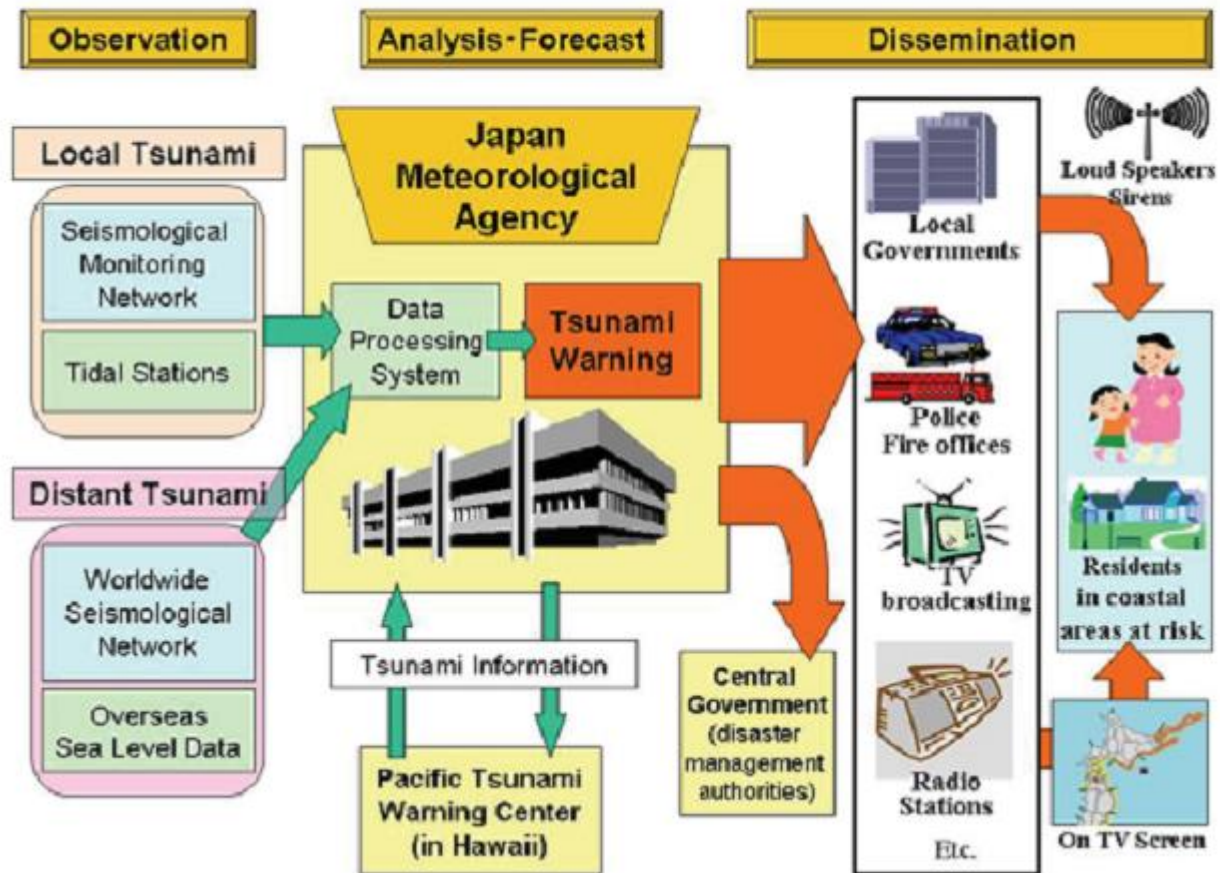 Observation
Analysis-Forecast
Dissemination
Local Tsunami
Seismological
Monitoring
Network
Tidal Stations
Distant Tsunami
Worldwide
Seismological
Network
Overseas
Sea Level Data
Japan
Meteorological
Agency
Data
Processing
System
Tsunami
Warning
Tsunami Information
Pacific Tsunami
Warning Center
(in Hawaii)
Central
Government
(disaster
management
authorities)
Local
Governments
Police
Fire offices
TV
broadcasting
Radio
Stations
Etc.
Loud Speakers
Sirens
Residents
in coastal
areas at risk
On TV Screen